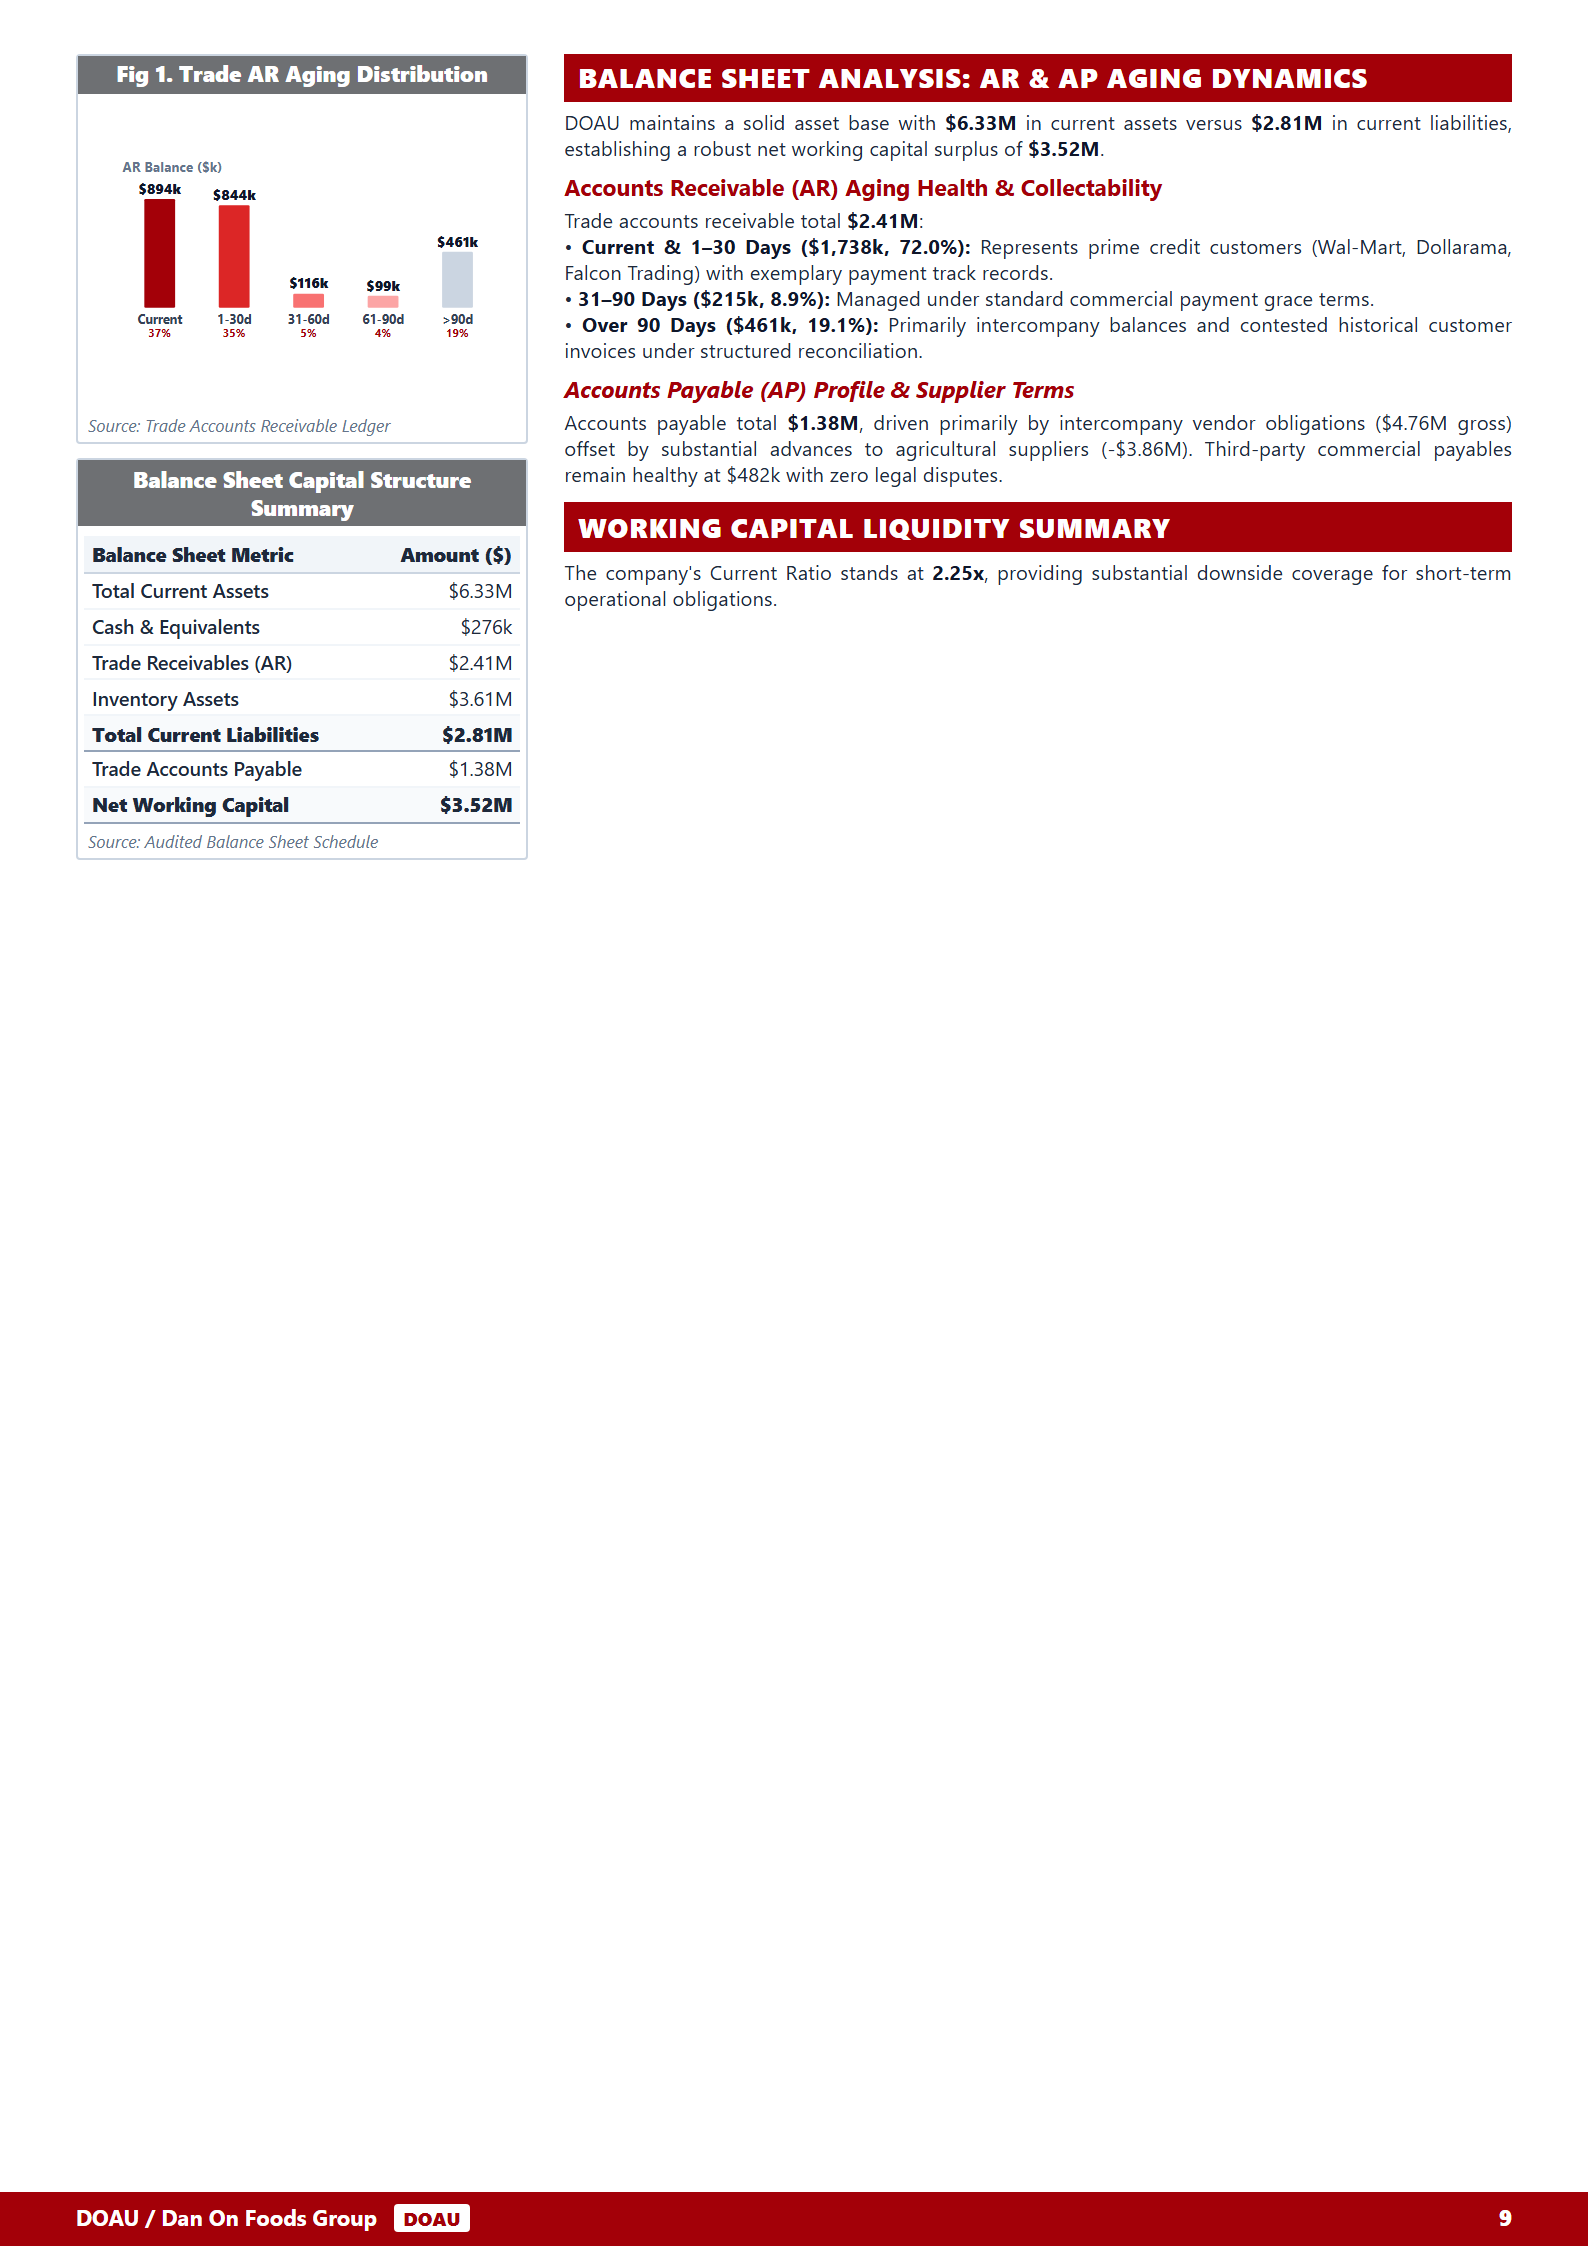 Fig 1. Trade AR Aging Distribution
AR Balance ($k)
$894k $844k $116k $99k $461k
Current 1-30d 31-60d 61-90d >90d
37% 35% 5% 4% 19%
Source: Trade Accounts Receivable Ledger
Balance Sheet Capital Structure
Summary
Balance Sheet Metric Amount ($)
Total Current Assets $6.33M
Cash & Equivalents $276k
Trade Receivables (AR) $2.41M
Inventory Assets $3.61M
Total Current Liabilities $2.81M
Trade Accounts Payable $1.38M
Net Working Capital $3.52M
Source: Audited Balance Sheet Schedule
BALANCE SHEET ANALYSIS: AR & AP AGING DYNAMICS
DOAU maintains a solid asset base with $6.33M in current assets versus $2.81M in current liabilities,
establishing a robust net working capital surplus of $3.52M.
Accounts Receivable (AR) Aging Health & Collectability
Trade accounts receivable total $2.41M:
• Current & 1–30 Days ($1,738k, 72.0%): Represents prime credit customers (Wal-Mart, Dollarama,
Falcon Trading) with exemplary payment track records.
• 31–90 Days ($215k, 8.9%): Managed under standard commercial payment grace terms.
• Over 90 Days ($461k, 19.1%): Primarily intercompany balances and contested historical customer
invoices under structured reconciliation.
Accounts Payable (AP) Profile & Supplier Terms
Accounts payable total $1.38M, driven primarily by intercompany vendor obligations ($4.76M gross)
offset by substantial advances to agricultural suppliers (-$3.86M). Third-party commercial payables
remain healthy at $482k with zero legal disputes.
WORKING CAPITAL LIQUIDITY SUMMARY
The company's Current Ratio stands at 2.25x, providing substantial downside coverage for short-term
operational obligations.
DOAU / Dan On Foods Group DOAU 9